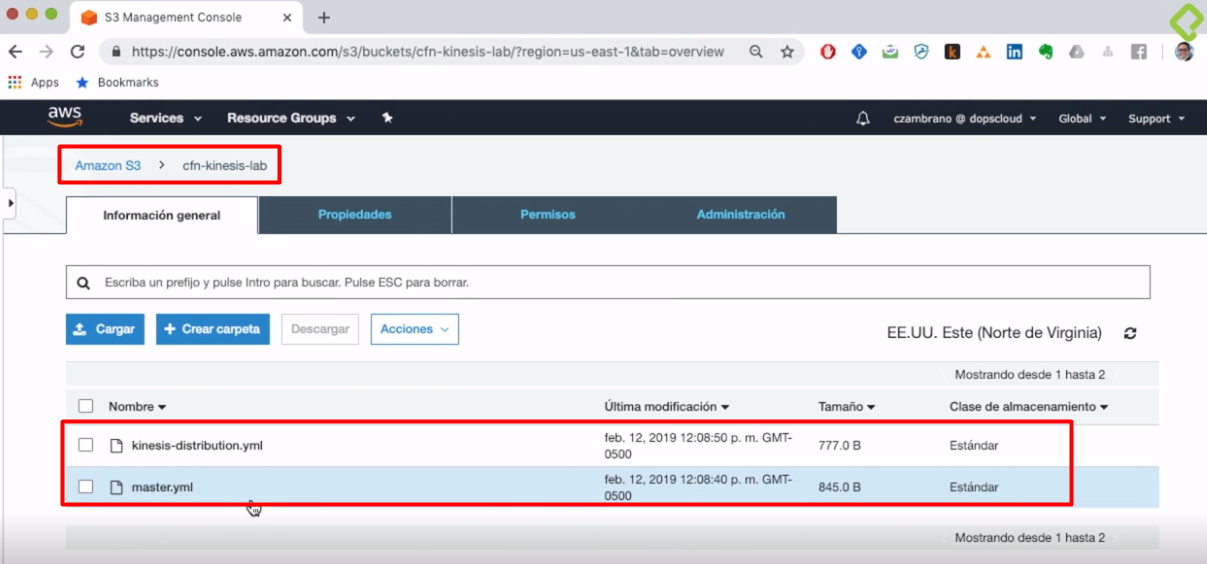 S3 Management Console
https://console.aws.amazon.com/s3/buckets/cfn-kinesis-lab/?region=us-east-1&tab=overview
Apps Bookmarks
aws Services Resource Groups czambrano @ dopscloud Global Support
Amazon S3 > cfn-kinesis-lab
Información general Propiedades Permisos Administración
Escriba un prefijo y pulse Intro para buscar. Pulse ESC para borrar.
Cargar + Crear carpeta Descargar Acciones EE.UU. Este (Norte de Virginia)
Mostrando desde 1 hasta 2
Nombre Última modificación Tamaño Clase de almacenamiento
kinesis-distribution.yml feb. 12, 2019 12:08:50 p. m. GMT-0500 777.0 B Estándar
master.yml feb. 12, 2019 12:08:40 p. m. GMT-0500 845.0 B Estándar
Mostrando desde 1 hasta 2